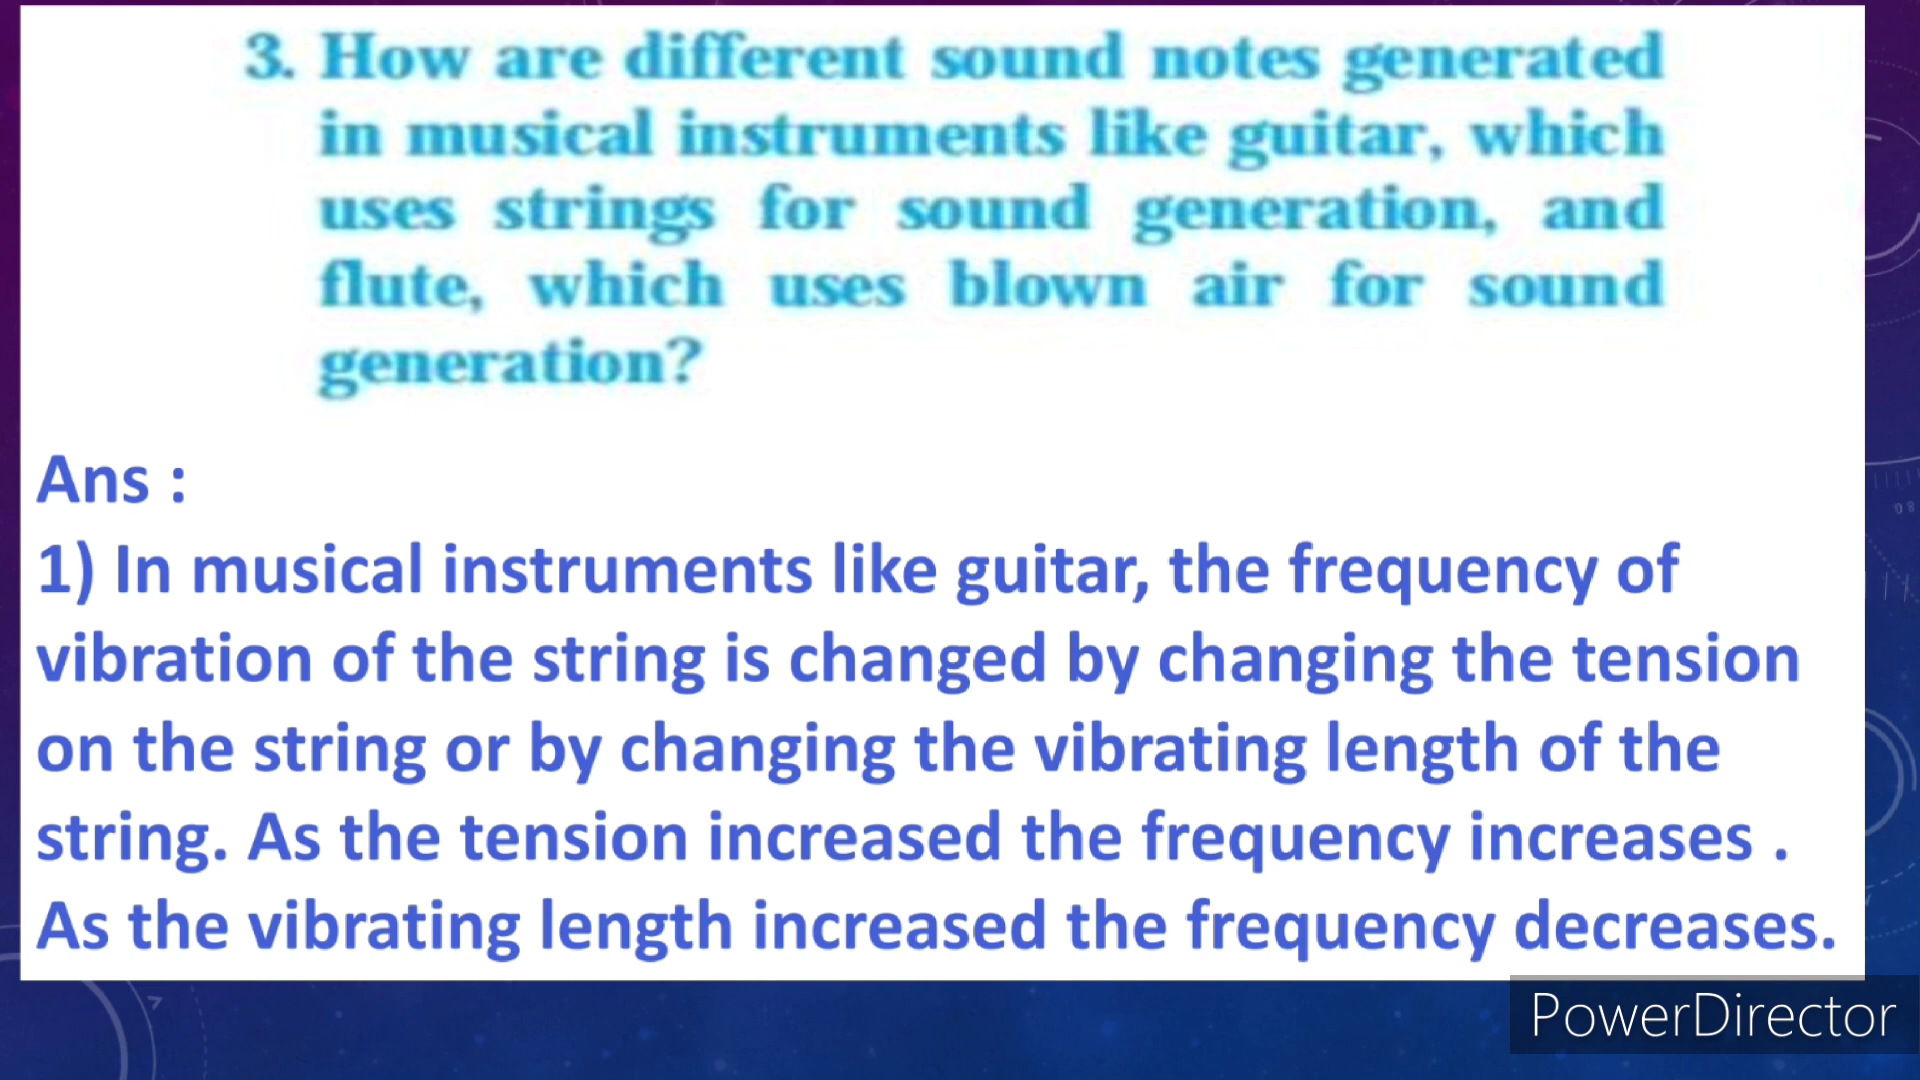 3. How are different sound notes generated
in musical instruments like guitar, which
uses strings for sound generation, and
flute, which uses blown air for sound
generation?
Ans :
1) In musical instruments like guitar, the frequency of
vibration of the string is changed by changing the tension
on the string or by changing the vibrating length of the
string. As the tension increased the frequency increases .
As the vibrating length increased the frequency decreases.
PowerDirector